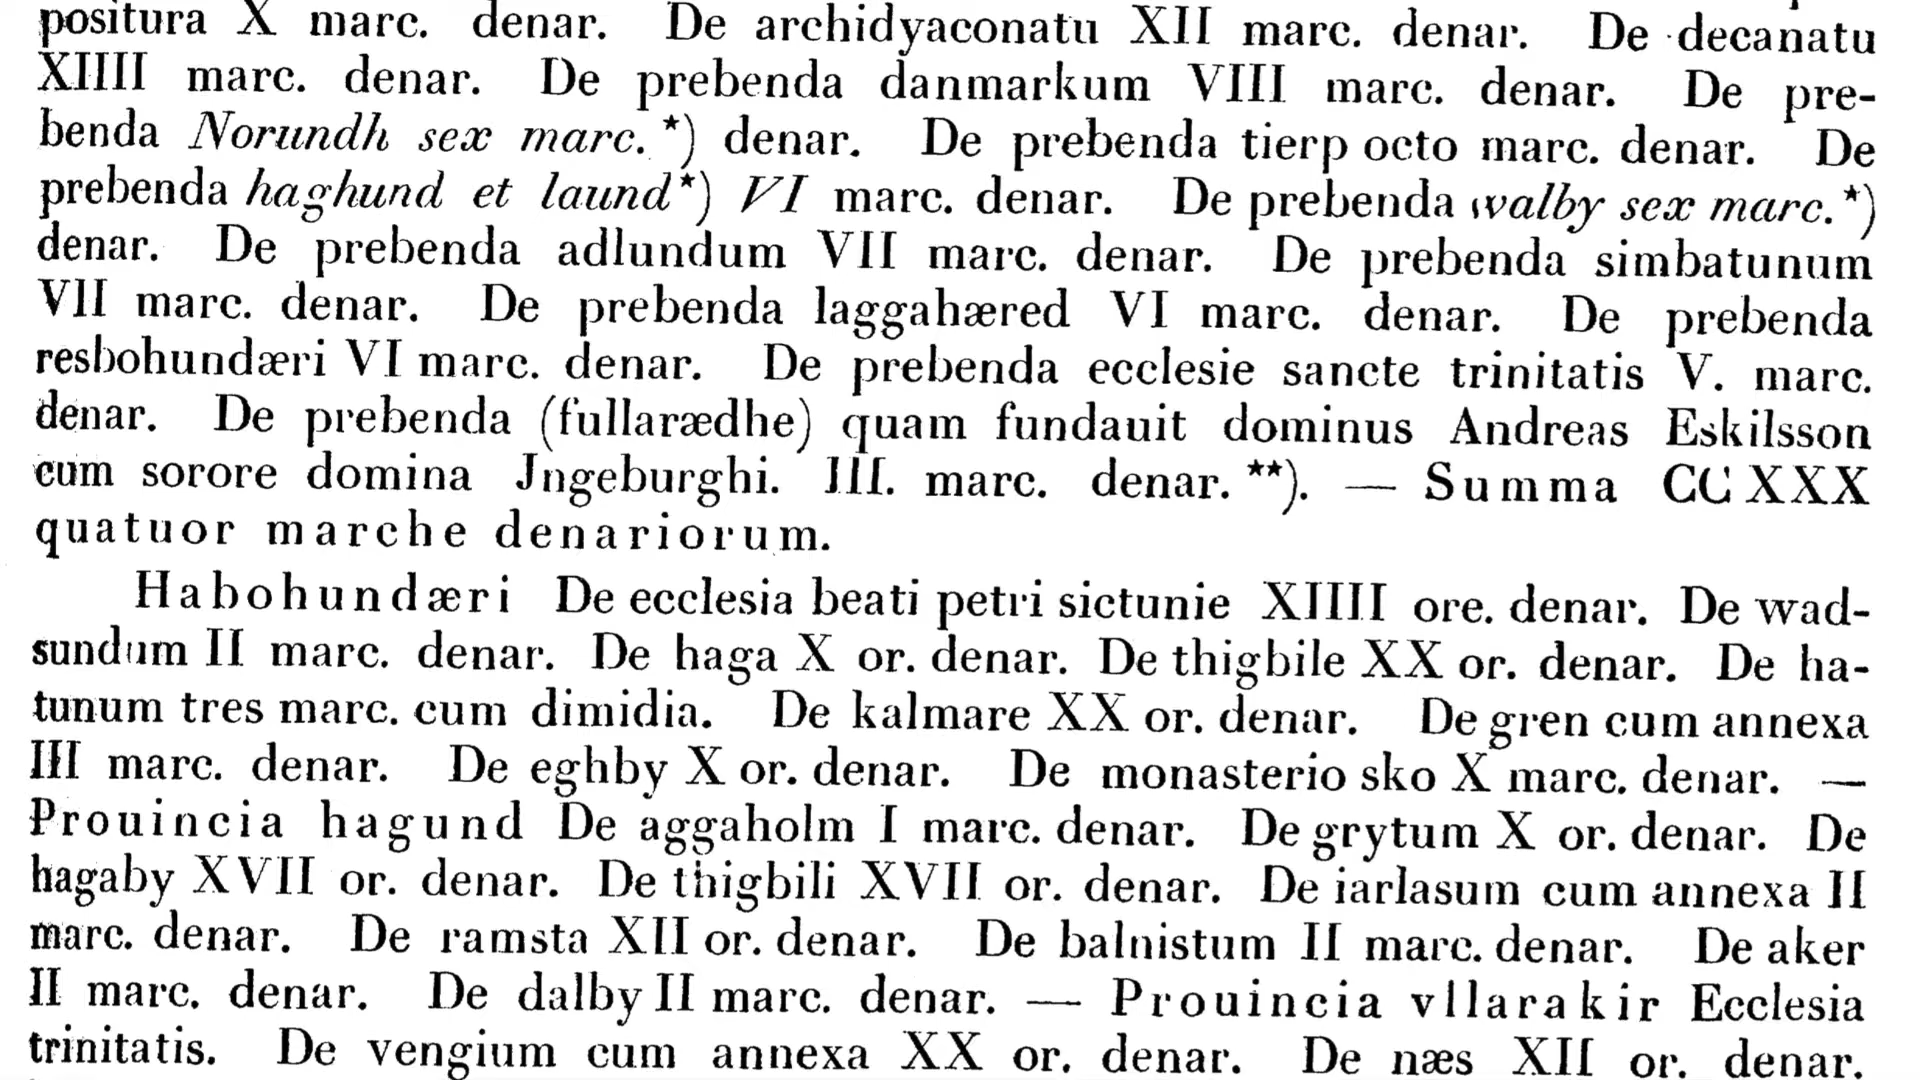 positura X marc. denar. De archidyaconatu XII marc. denar. De decanatu
XIIII marc. denar. De prebenda danmarkum VIII marc. denar. De pre-
benda Norundh sex marc. *) denar. De prebenda tierp octo marc. denar. De
prebenda haghund et laund *) VI marc. denar. De prebenda walby sex marc. *)
denar. De prebenda adlundum VII marc. denar. De prebenda simbatunum
VII marc. denar. De prebenda laggahæred VI marc. denar. De prebenda
resbohundæri VI marc. denar. De prebenda ecclesie sancte trinitatis V. marc.
denar. De prebenda (fullarædhe) quam fundauit dominus Andreas Eskilsson
cum sorore domina Jngeburghi. III. marc. denar. **). — Summa CC XXX
quatuor marche denariorum.
Habohundæri De ecclesia beati petri sictunie XIIII ore. denar. De wad-
sundum II marc. denar. De haga X or. denar. De thigbile XX or. denar. De ha-
tunum tres marc. cum dimidia. De kalmare XX or. denar. De gren cum annexa
III marc. denar. De eghby X or. denar. De monasterio sko X marc. denar. —
Prouincia hagund De aggaholm I marc. denar. De grytum X or. denar. De
hagaby XVII or. denar. De thigbili XVII or. denar. De iarlasum cum annexa II
marc. denar. De ramsta XII or. denar. De balnistum II marc. denar. De aker
II marc. denar. De dalby II marc. denar. — Prouincia vllarakir Ecclesia
trinitatis. De vengium cum annexa XX or. denar. De næs XII or. denar.